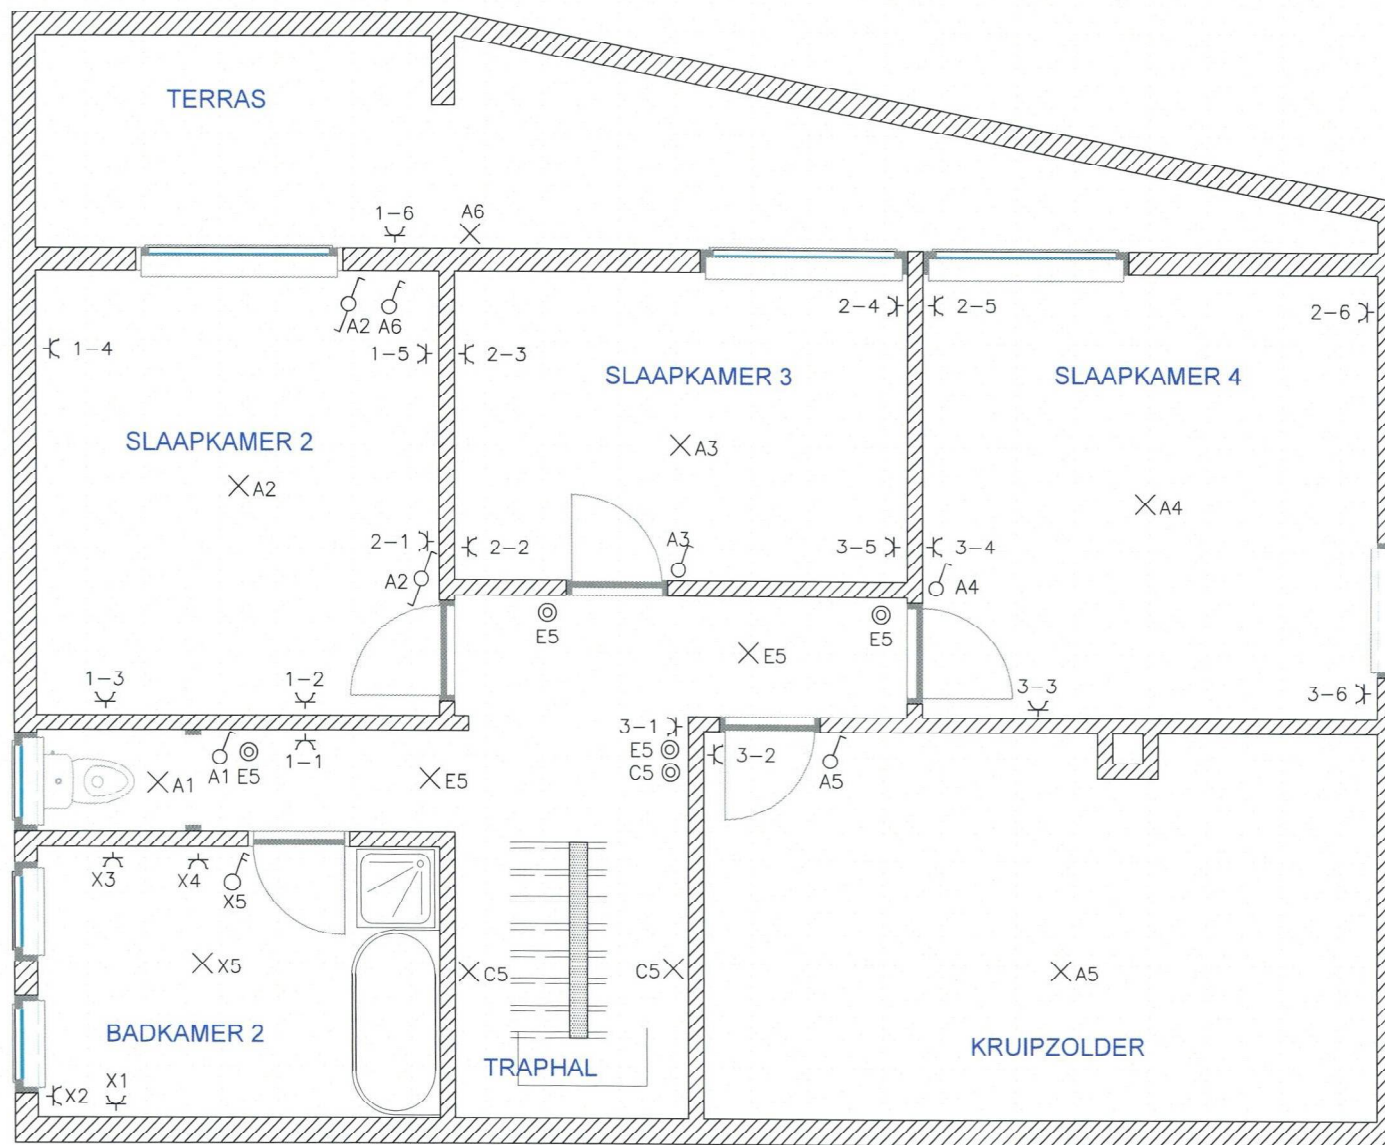 TERRAS
1-6
A6
A2 A6
2-4
2-5
2-6
1-4
1-5
2-3
SLAAPKAMER 3
SLAAPKAMER 4
SLAAPKAMER 2
A3
A2
A4
2-1
2-2
A3
3-5
3-4
A2
A4
E5
E5
E5
1-3
1-2
3-3
3-6
3-1
E5
3-2
C5
A1
A1 E5
1-1
E5
A5
X3
X4
X5
X5
C5
C5
A5
BADKAMER 2
KRUIPZOLDER
TRAPHAL
X2
X1